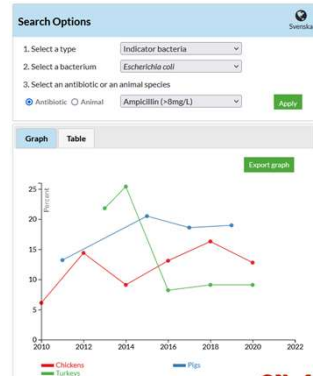 Search Options
Svenska
1. Select a type Indicator bacteria
2. Select a bacterium Escherichia coli
3. Select an antibiotic or an animal species
Antibiotic Animal Ampicillin (>8mg/L) Apply
Graph Table
Export graph
Percent
25
20
15
10
5
0
2010 2012 2014 2016 2018 2020 2022
Chickens Pigs
Turkeys